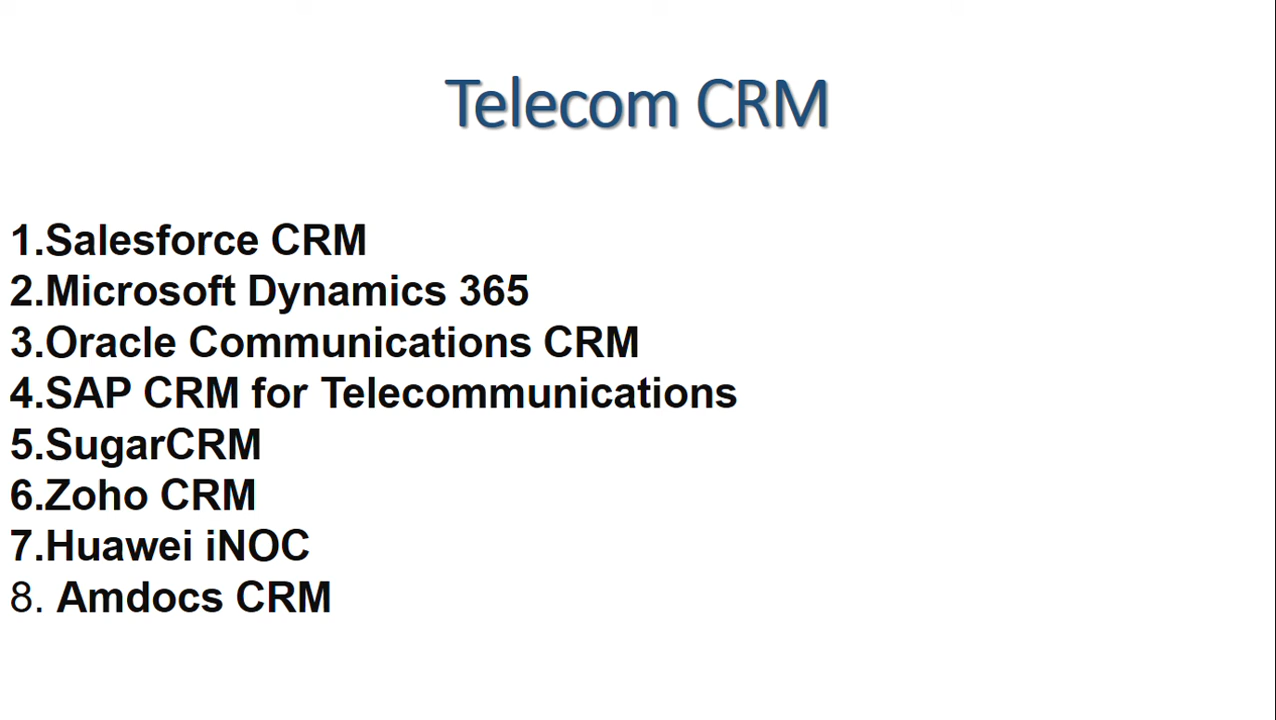 Telecom CRM
1.Salesforce CRM
2.Microsoft Dynamics 365
3.Oracle Communications CRM
4.SAP CRM for Telecommunications
5.SugarCRM
6.Zoho CRM
7.Huawei iNOC
8. Amdocs CRM